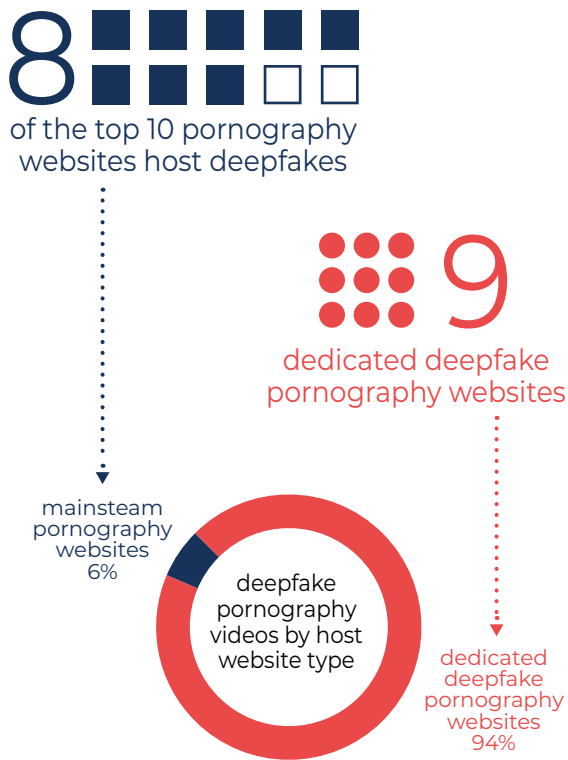 8
of the top 10 pornography
websites host deepfakes
9
dedicated deepfake
pornography websites
mainsteam
pornography
websites
6%
deepfake
pornography
videos by host
website type
dedicated
deepfake
pornography
websites
94%